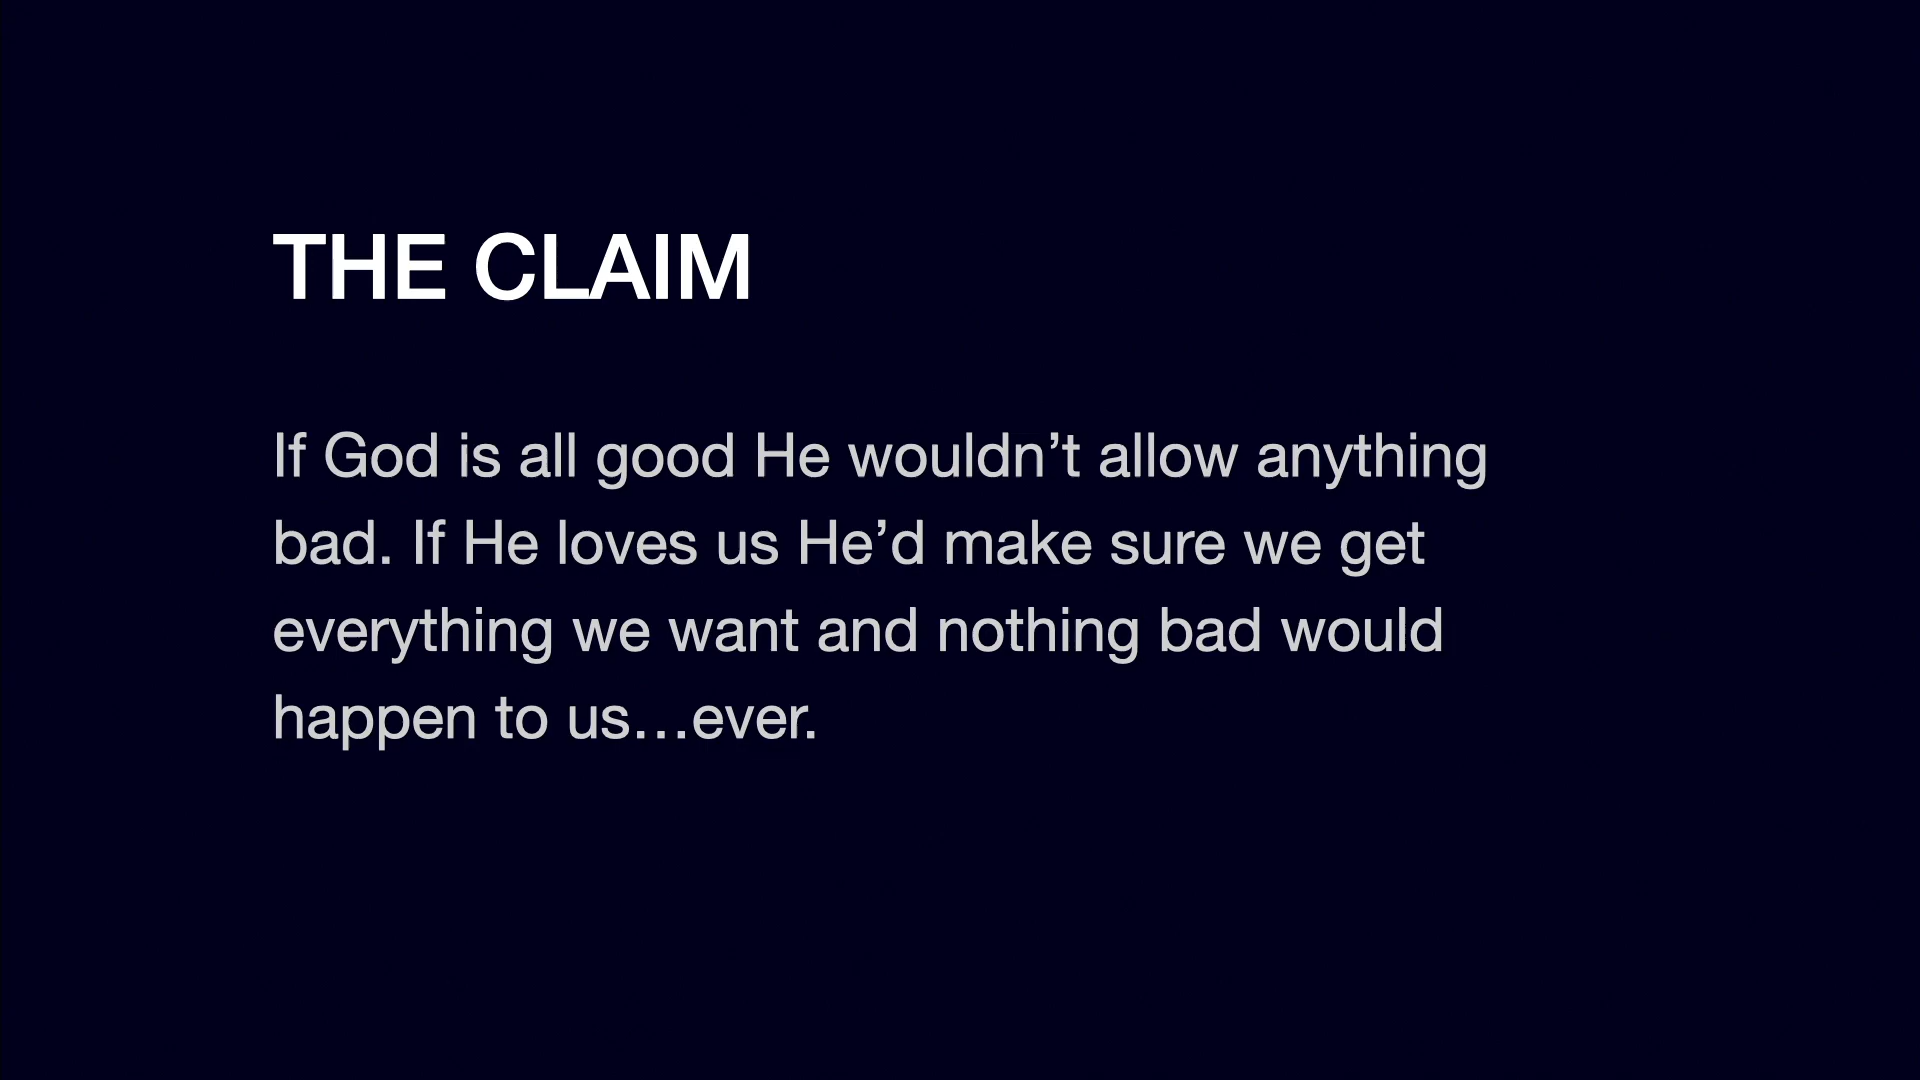 THE CLAIM
If God is all good He wouldn’t allow anything
bad. If He loves us He’d make sure we get
everything we want and nothing bad would
happen to us…ever.